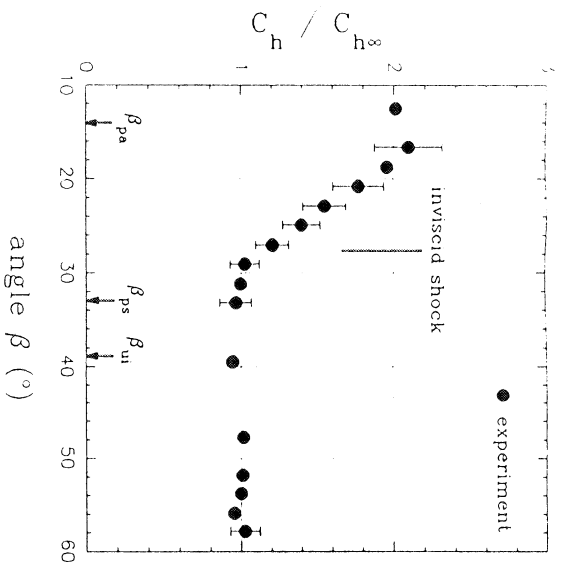 C_h / C_h∞
0
1
2
10
20
30
40
50
60
β_pa
β_ps
β_ui
inviscid shock
experiment
angle β (°)